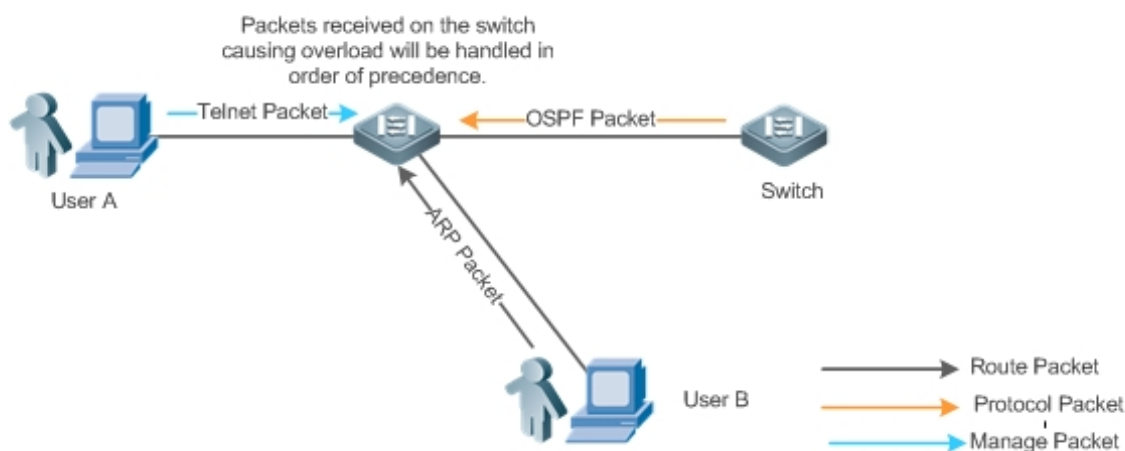 Packets received on the switch
causing overload will be handled in
order of precedence.
Telnet Packet
OSPF Packet
User A
Switch
ARP Packet
User B
Route Packet
Protocol Packet
Manage Packet